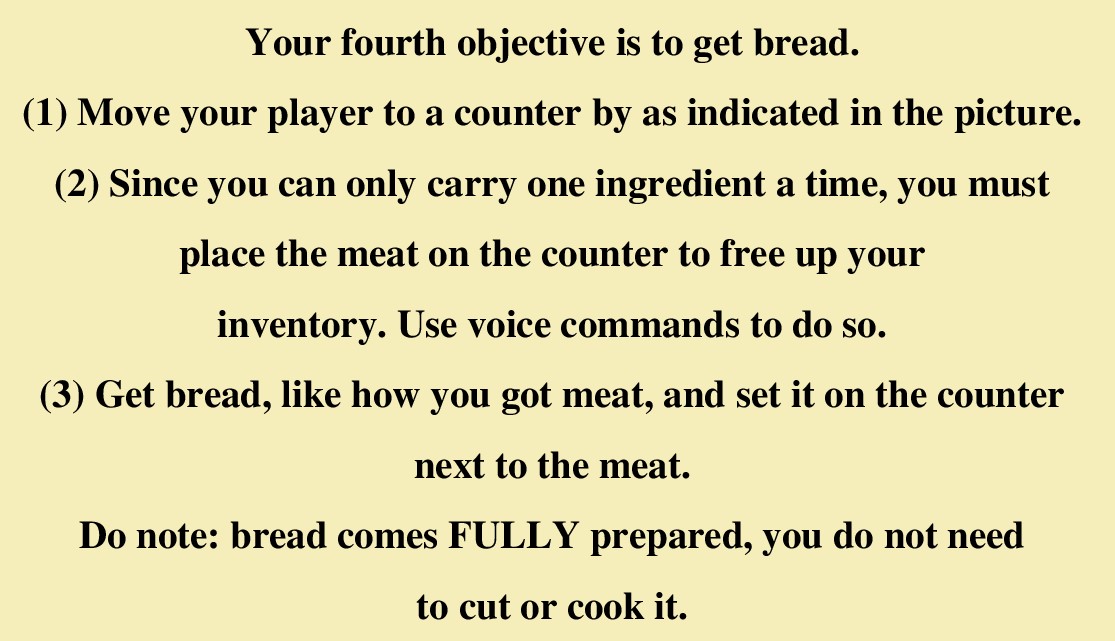 Your fourth objective is to get bread.
(1) Move your player to a counter by as indicated in the picture.
(2) Since you can only carry one ingredient a time, you must
place the meat on the counter to free up your
inventory. Use voice commands to do so.
(3) Get bread, like how you got meat, and set it on the counter
next to the meat.
Do note: bread comes FULLY prepared, you do not need
to cut or cook it.